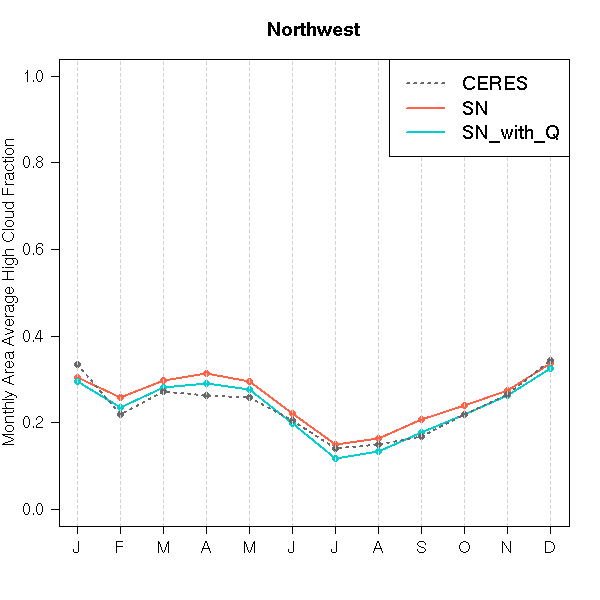 Northwest
CERES
SN
SN_with_Q
Monthly Area Average High Cloud Fraction
1.0
0.8
0.6
0.4
0.2
0.0
J F M A M J J A S O N D